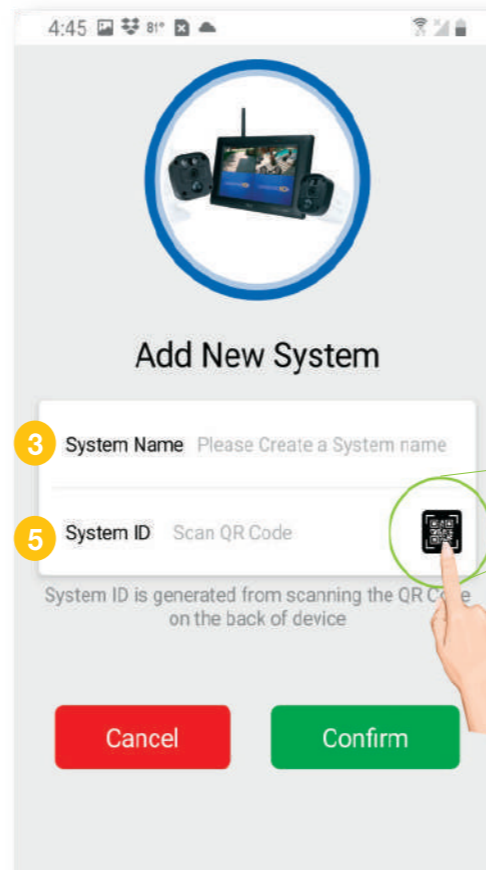 4:45 81°
Add New System
3 System Name Please Create a System name
5 System ID Scan QR Code
System ID is generated from scanning the QR Code
on the back of device
Cancel Confirm